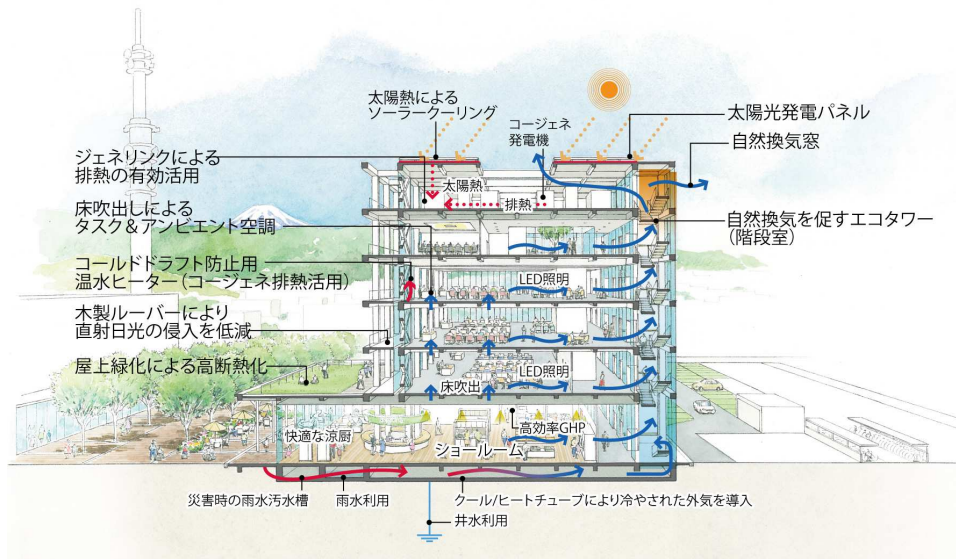 太陽熱による
ソーラークーリング
コージェネ
発電機
太陽光発電パネル
自然換気窓
ジェネリンクによる
排熱の有効活用
太陽熱
排熱
床吹出しによる
タスク＆アンビエント空調
自然換気を促すエコタワー
（階段室）
コールドドラフト防止用
温水ヒーター（コージェネ排熱活用）
LED照明
木製ルーバーにより
直射日光の侵入を低減
屋上緑化による高断熱化
LED照明
床吹出
高効率GHP
快適な涼厨
ショールーム
災害時の雨水汚水槽
雨水利用
クール/ヒートチューブにより冷やされた外気を導入
井水利用